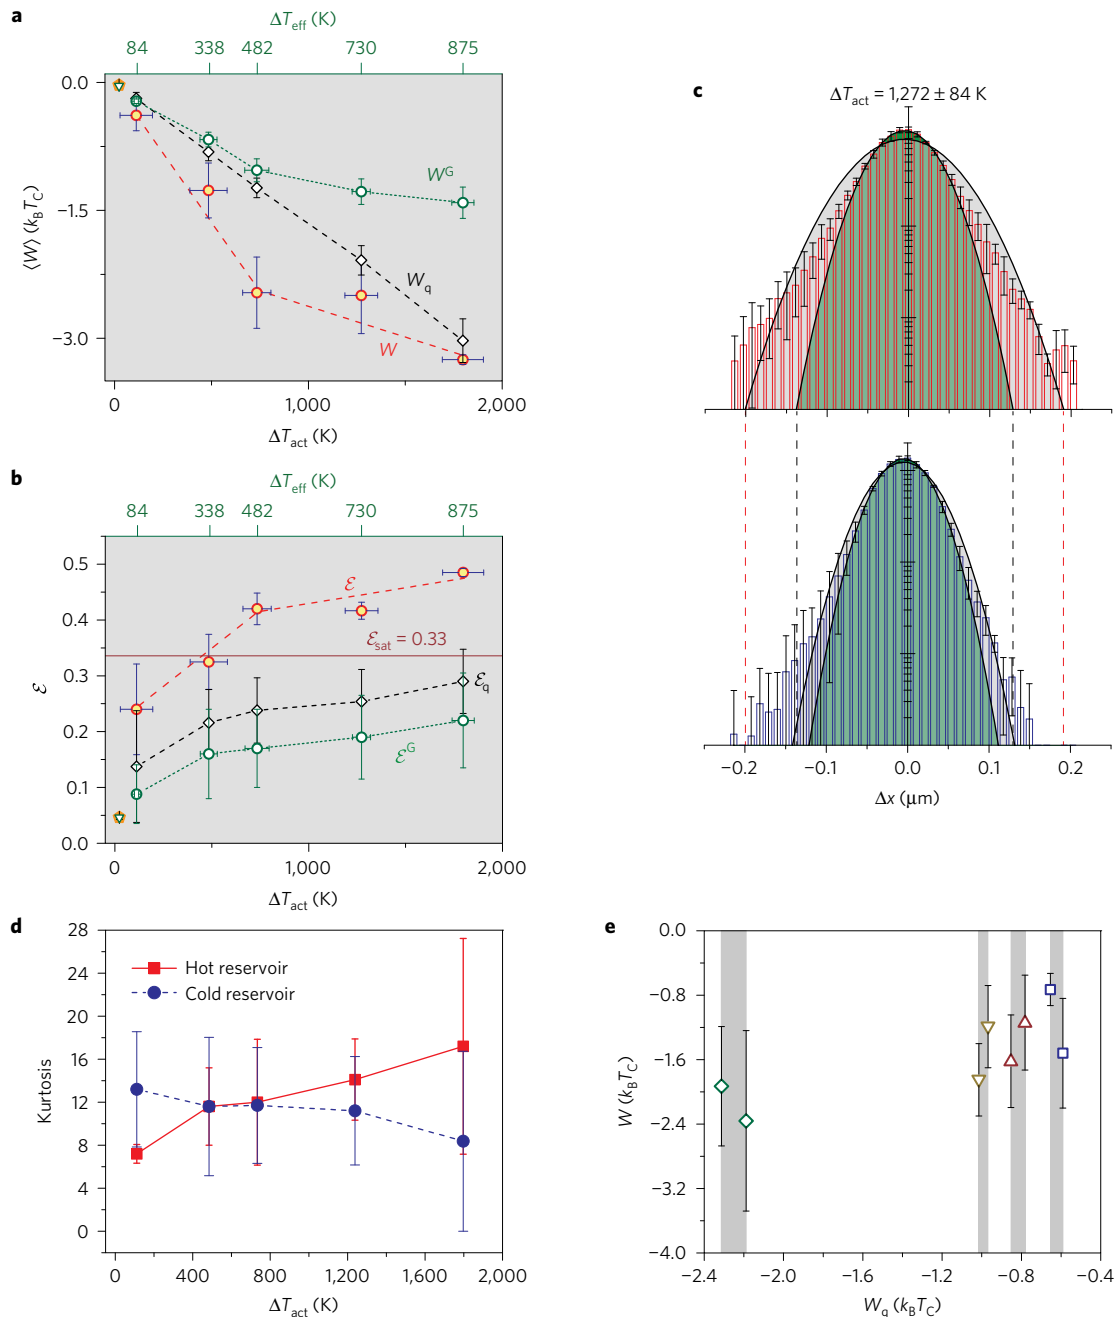 a
ΔT_eff (K)
84 338 482 730 875
0.0
−1.5
−3.0
⟨W⟩ (k_B T_C)
W^G
W_q
W
0 1,000 2,000
ΔT_act (K)
b
ΔT_eff (K)
84 338 482 730 875
0.5
0.4
0.3
0.2
0.1
0.0
ℰ
ℰ
ℰ_sat = 0.33
ℰ_q
ℰ^G
0 1,000 2,000
ΔT_act (K)
c
ΔT_act = 1,272 ± 84 K
−0.2 −0.1 0.0 0.1 0.2
Δx (μm)
d
28
24
20
16
12
8
4
0
Kurtosis
Hot reservoir
Cold reservoir
0 400 800 1,200 1,600 2,000
ΔT_act (K)
e
0.0
−0.8
−1.6
−2.4
−3.2
−4.0
W (k_B T_C)
−2.4 −2.0 −1.6 −1.2 −0.8 −0.4
W_q (k_B T_C)